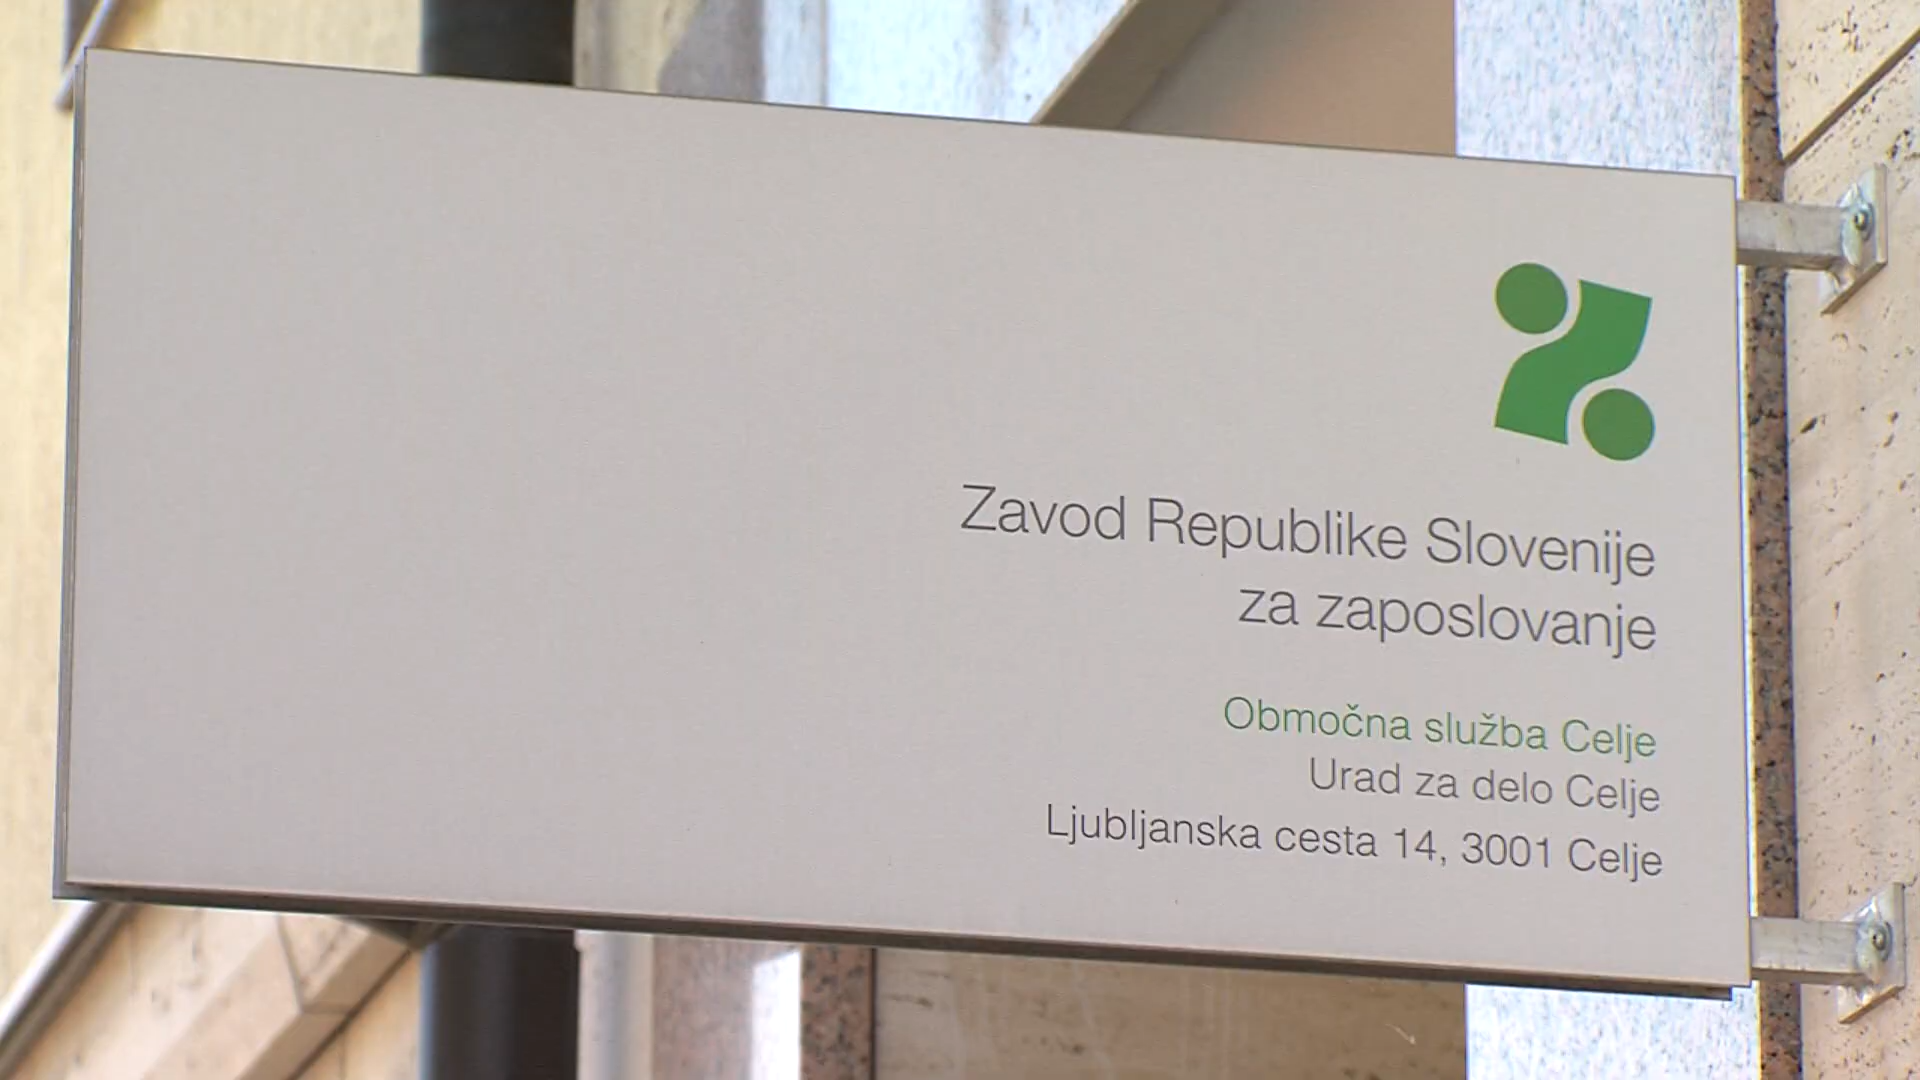 Zavod Republike Slovenije
za zaposlovanje
Območna služba Celje
Urad za delo Celje
Ljubljanska cesta 14, 3001 Celje